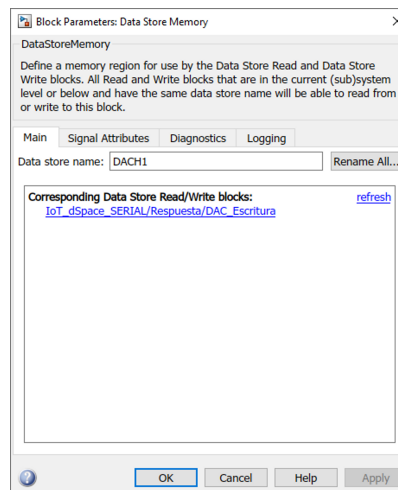 Block Parameters: Data Store Memory
DataStoreMemory
Define a memory region for use by the Data Store Read and Data Store
Write blocks. All Read and Write blocks that are in the current (sub)system
level or below and have the same data store name will be able to read from
or write to this block.
Main Signal Attributes Diagnostics Logging
Data store name: DACH1 Rename All...
Corresponding Data Store Read/Write blocks: refresh
IoT_dSpace_SERIAL/Respuesta/DAC_Escritura
OK Cancel Help Apply